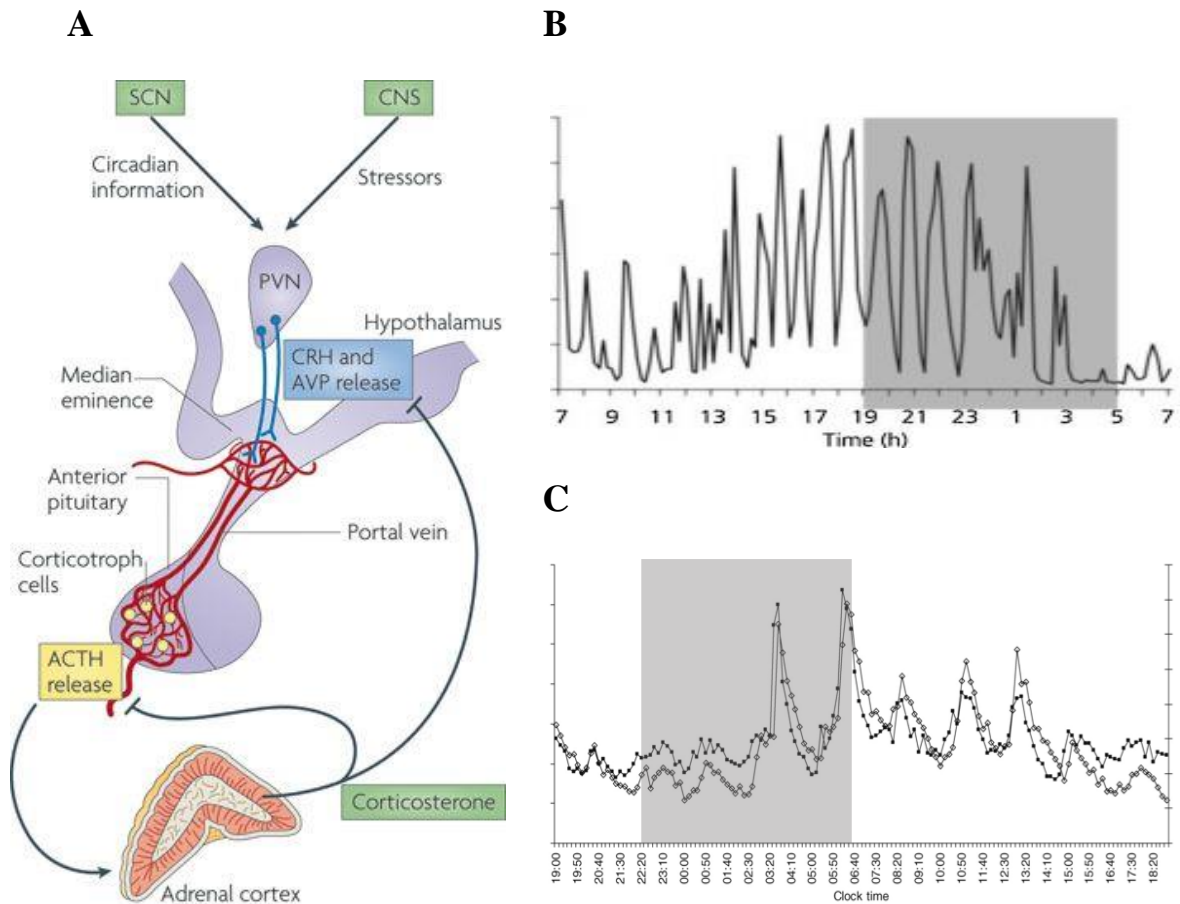 A
SCN
CNS
Circadian
information
Stressors
PVN
Hypothalamus
CRH and
AVP release
Median
eminence
Anterior
pituitary
Portal vein
Corticotroph
cells
ACTH
release
Corticosterone
Adrenal cortex
B
7 9 11 13 15 17 19 21 23 1 3 5 7
Time (h)
C
19:00 19:50 20:40 21:30 22:20 23:10 00:00 00:50 01:40 02:30 03:20 04:10 05:00 05:50 06:40 07:30 08:20 09:10 10:00 10:50 11:40 12:30 13:20 14:10 15:00 15:50 16:40 17:30 18:20
Clock time